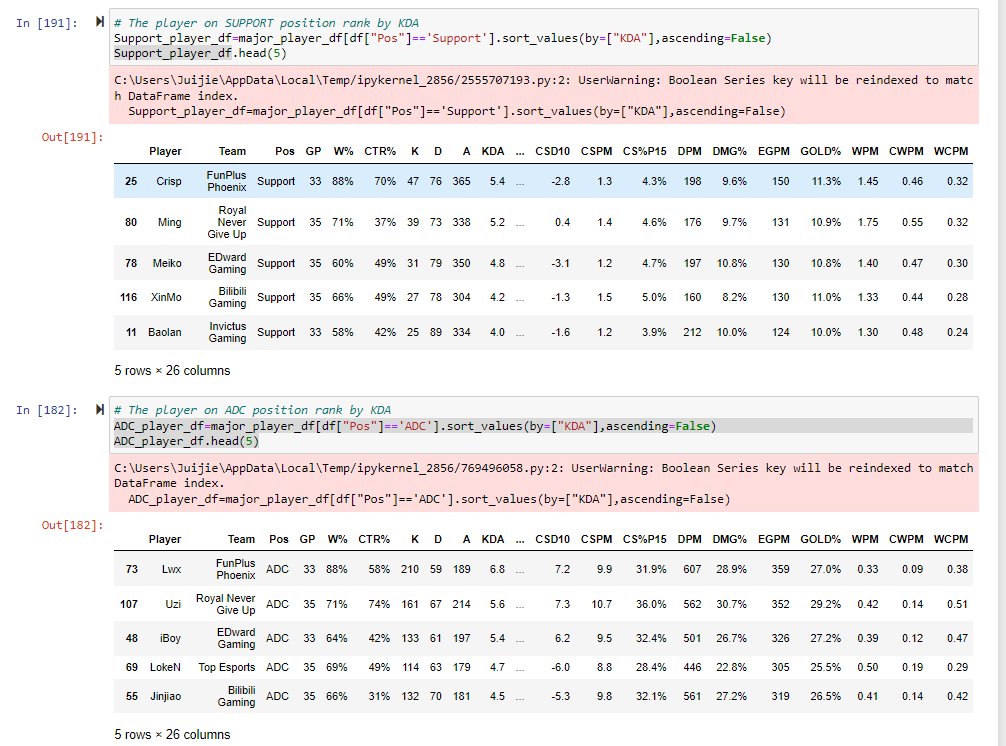 In [191]: # The player on SUPPORT position rank by KDA
Support_player_df=major_player_df[df["Pos"]=='Support'].sort_values(by=["KDA"],ascending=False)
Support_player_df.head(5)
C:\Users\Juijie\AppData\Local\Temp/ipykernel_2856/2555707193.py:2: UserWarning: Boolean Series key will be reindexed to matc
h DataFrame index.
Support_player_df=major_player_df[df["Pos"]=='Support'].sort_values(by=["KDA"],ascending=False)
Out[191]:
Player Team Pos GP W% CTR% K D A KDA ... CSD10 CSPM CS%P15 DPM DMG% EGPM GOLD% WPM CWPM WCPM
25 Crisp FunPlus Phoenix Support 33 88% 70% 47 76 365 5.4 ... -2.8 1.3 4.3% 198 9.6% 150 11.3% 1.45 0.46 0.32
80 Ming Royal Never Give Up Support 35 71% 37% 39 73 338 5.2 ... 0.4 1.4 4.6% 176 9.7% 131 10.9% 1.75 0.55 0.32
78 Meiko EDward Gaming Support 35 60% 49% 31 79 350 4.8 ... -3.1 1.2 4.7% 197 10.8% 130 10.8% 1.40 0.47 0.30
116 XinMo Bilibili Gaming Support 35 66% 49% 27 78 304 4.2 ... -1.3 1.5 5.0% 160 8.2% 130 11.0% 1.33 0.44 0.28
11 Baolan Invictus Gaming Support 33 58% 42% 25 89 334 4.0 ... -1.6 1.2 3.9% 212 10.0% 124 10.0% 1.30 0.48 0.24
5 rows × 26 columns
In [182]: # The player on ADC position rank by KDA
ADC_player_df=major_player_df[df["Pos"]=='ADC'].sort_values(by=["KDA"],ascending=False)
ADC_player_df.head(5)
C:\Users\Juijie\AppData\Local\Temp/ipykernel_2856/769496058.py:2: UserWarning: Boolean Series key will be reindexed to match
DataFrame index.
ADC_player_df=major_player_df[df["Pos"]=='ADC'].sort_values(by=["KDA"],ascending=False)
Out[182]:
Player Team Pos GP W% CTR% K D A KDA ... CSD10 CSPM CS%P15 DPM DMG% EGPM GOLD% WPM CWPM WCPM
73 Lwx FunPlus Phoenix ADC 33 88% 58% 210 59 189 6.8 ... 7.2 9.9 31.9% 607 28.9% 359 27.0% 0.33 0.09 0.38
107 Uzi Royal Never Give Up ADC 35 71% 74% 161 67 214 5.6 ... 7.3 10.7 36.0% 562 30.7% 352 29.2% 0.42 0.14 0.51
48 iBoy EDward Gaming ADC 33 64% 42% 133 61 197 5.4 ... 6.2 9.5 32.4% 501 26.7% 326 27.2% 0.39 0.12 0.47
69 LokeN Top Esports ADC 35 69% 49% 114 63 179 4.7 ... -6.0 8.8 28.4% 446 22.8% 305 25.5% 0.50 0.19 0.29
55 Jinjiao Bilibili Gaming ADC 35 66% 31% 132 70 181 4.5 ... -5.3 9.8 32.1% 561 27.2% 319 26.5% 0.41 0.14 0.42
5 rows × 26 columns